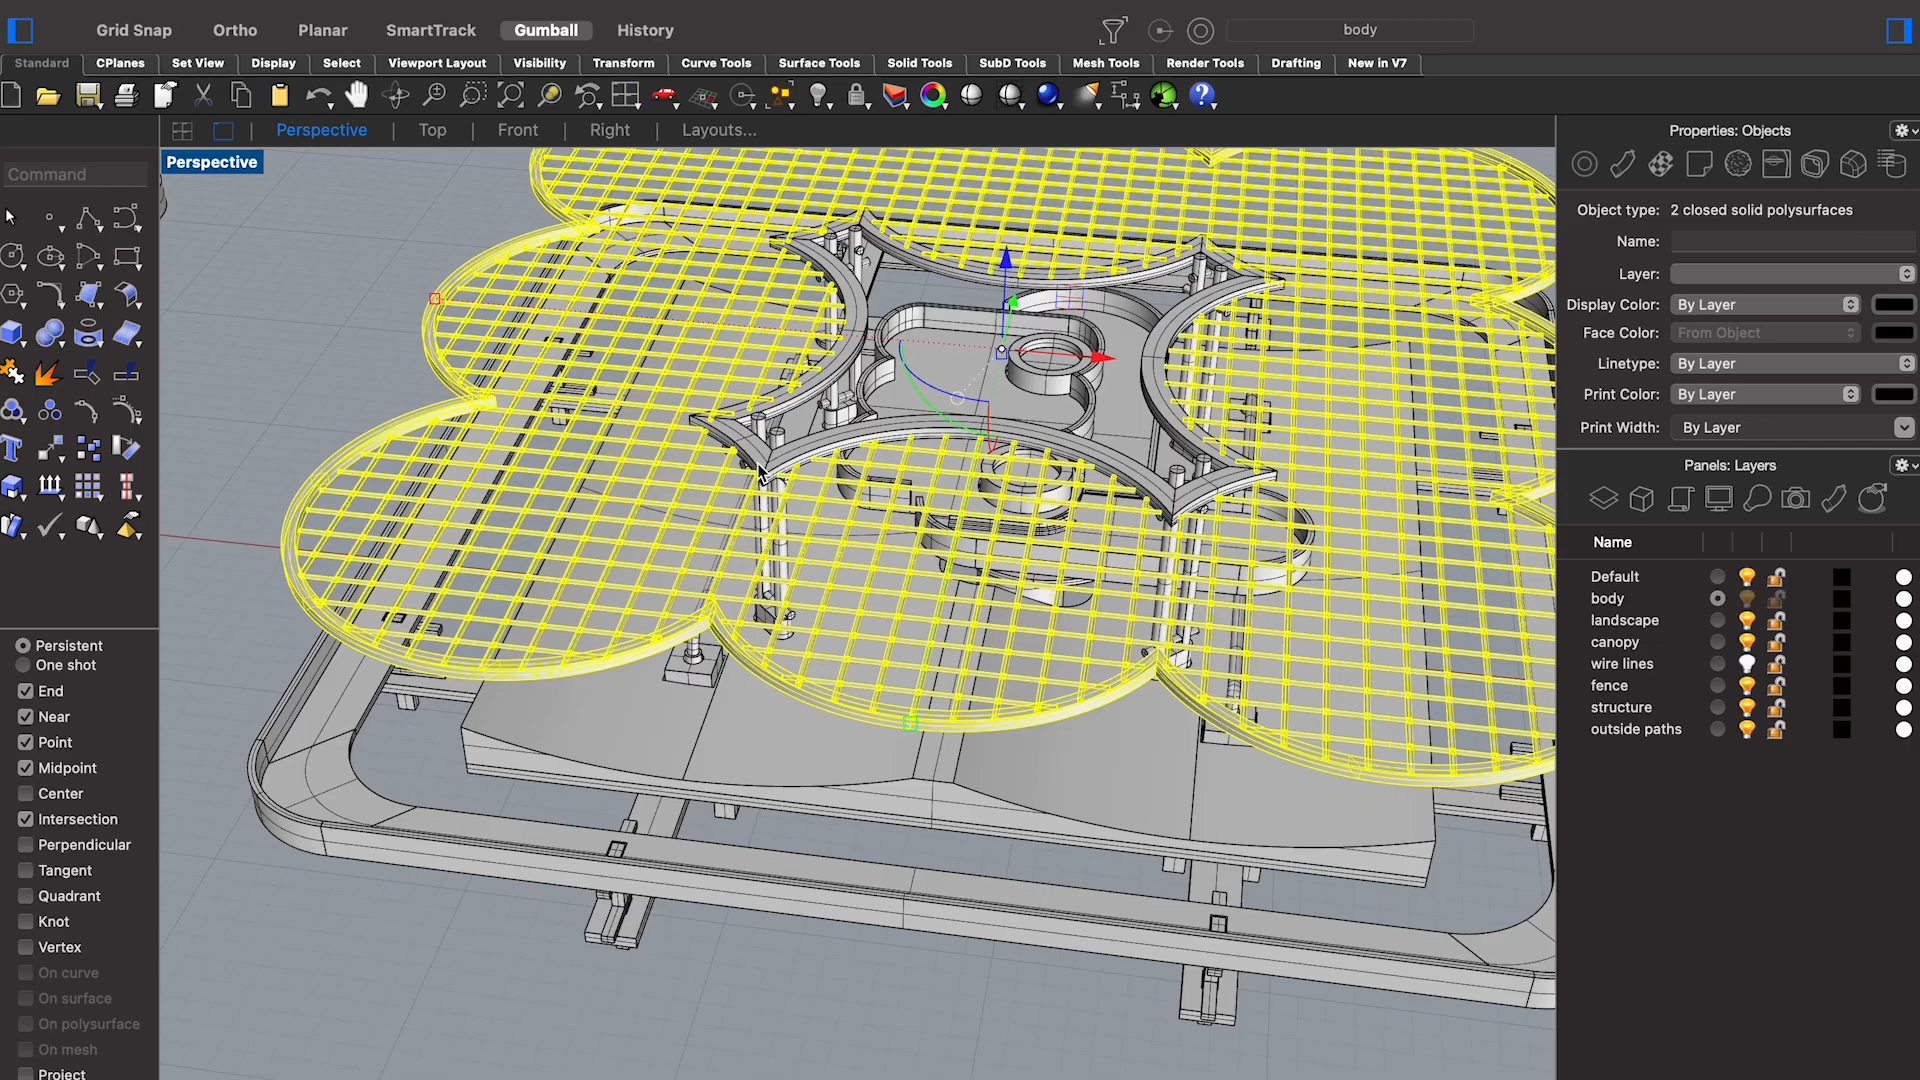 Grid Snap Ortho Planar SmartTrack Gumball History body
Standard CPlanes Set View Display Select Viewport Layout Visibility Transform Curve Tools Surface Tools Solid Tools SubD Tools Mesh Tools Render Tools Drafting New in V7
Perspective Top Front Right Layouts...
Perspective
Command
Persistent
One shot
End
Near
Point
Midpoint
Center
Intersection
Perpendicular
Tangent
Quadrant
Knot
Vertex
On curve
On surface
On polysurface
On mesh
Project
Properties: Objects
Object type: 2 closed solid polysurfaces
Name:
Layer:
Display Color: By Layer
Face Color: From Object
Linetype: By Layer
Print Color: By Layer
Print Width: By Layer
Panels: Layers
Name
Default
body
landscape
canopy
wire lines
fence
structure
outside paths